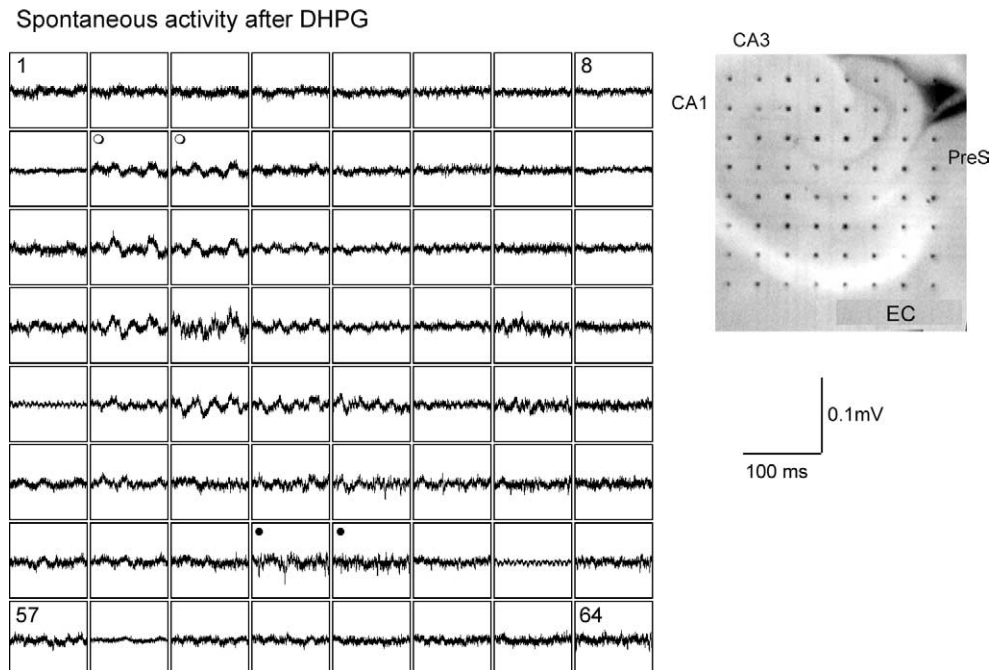 Spontaneous activity after DHPG
1
8
57
64
CA3
CA1
PreS
EC
0.1mV
100 ms